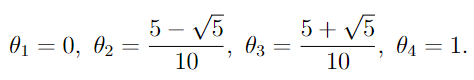 θ₁ = 0, θ₂ = (5 − √5)/10, θ₃ = (5 + √5)/10, θ₄ = 1.